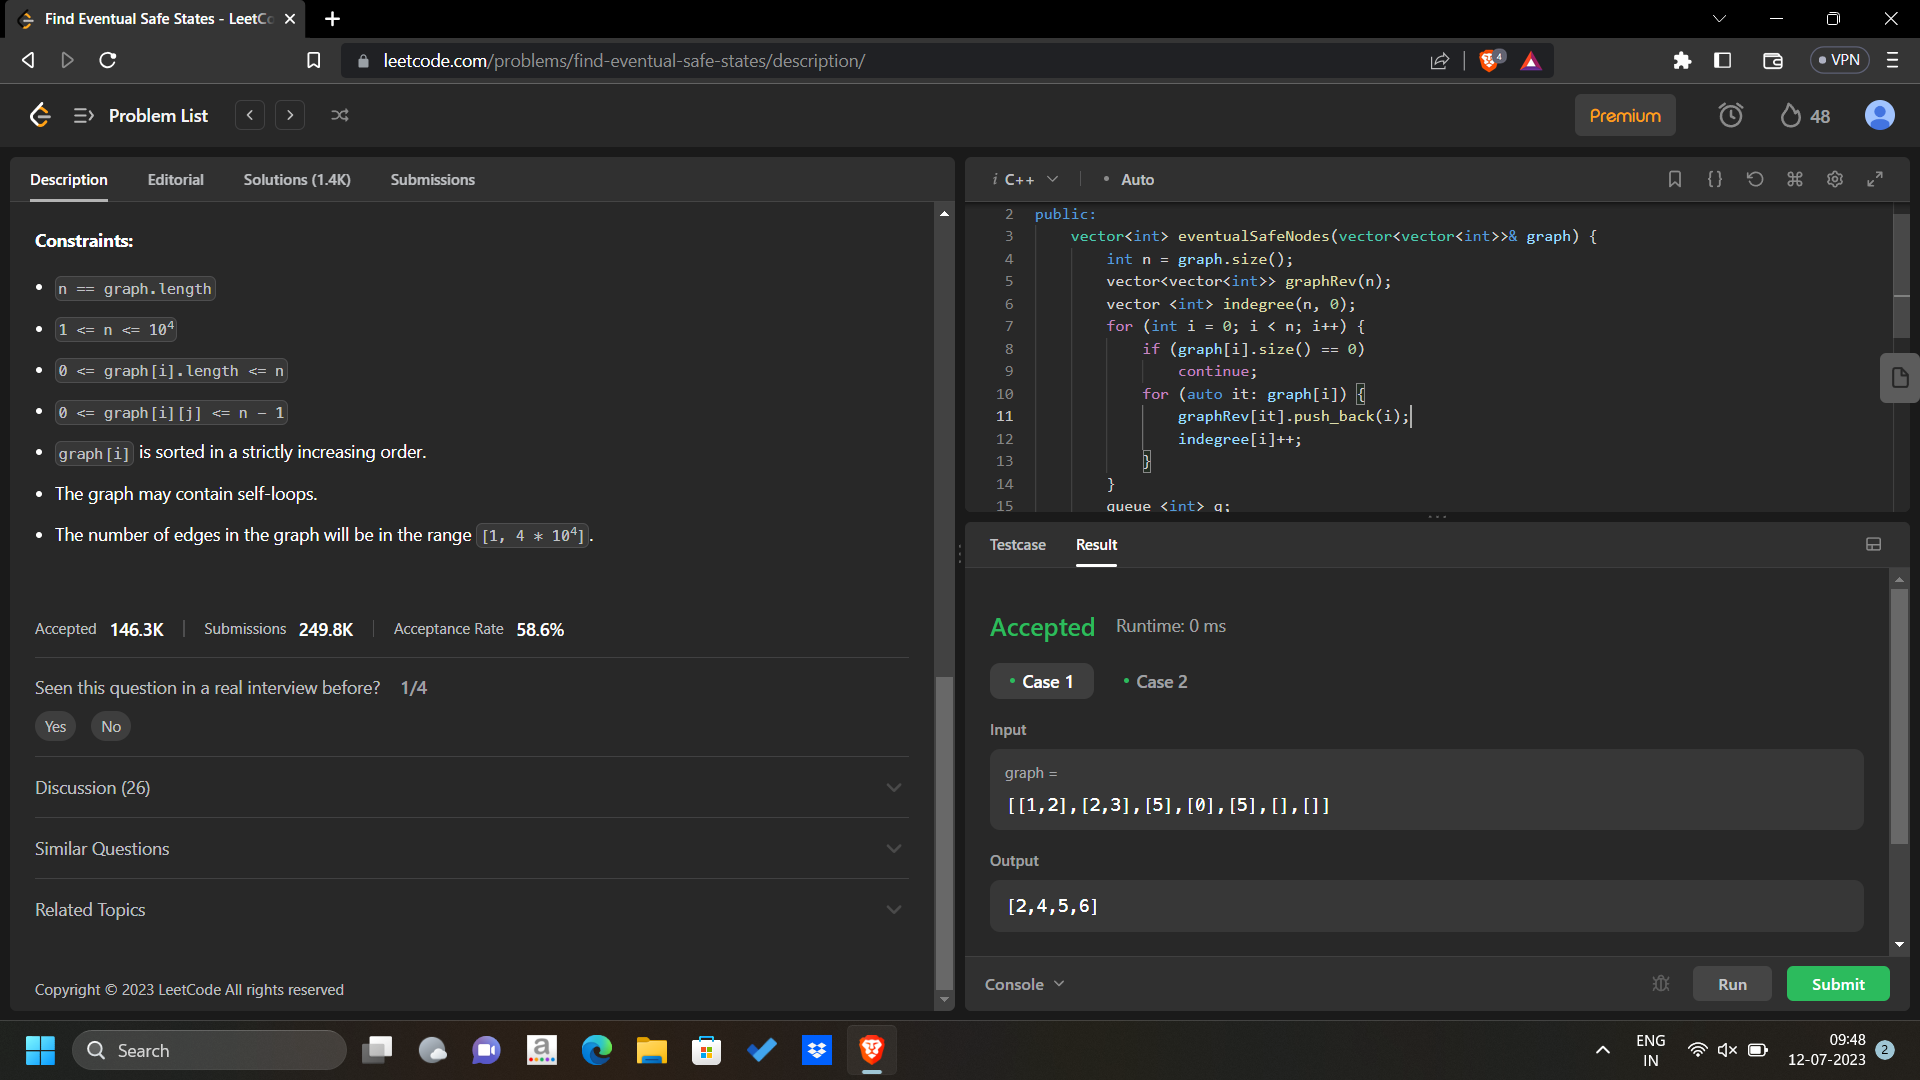 Find Eventual Safe States - LeetCo
leetcode.com/problems/find-eventual-safe-states/description/
4
VPN
Problem List
Premium
48
Description
Editorial
Solutions (1.4K)
Submissions
Constraints:
n == graph.length
1 <= n <= 10⁴
0 <= graph[i].length <= n
0 <= graph[i][j] <= n - 1
graph[i] is sorted in a strictly increasing order.
The graph may contain self-loops.
The number of edges in the graph will be in the range [1, 4 * 10⁴].
Accepted 146.3K | Submissions 249.8K | Acceptance Rate 58.6%
Seen this question in a real interview before? 1/4
Yes
No
Discussion (26)
Similar Questions
Related Topics
Copyright © 2023 LeetCode All rights reserved
i C++
Auto
{}
2 public:
3 vector<int> eventualSafeNodes(vector<vector<int>>& graph) {
4 int n = graph.size();
5 vector<vector<int>> graphRev(n);
6 vector <int> indegree(n, 0);
7 for (int i = 0; i < n; i++) {
8 if (graph[i].size() == 0)
9 continue;
10 for (auto it: graph[i]) {
11 graphRev[it].push_back(i);
12 indegree[i]++;
13 }
14 }
15 queue <int> q;
Testcase
Result
Accepted Runtime: 0 ms
Case 1
Case 2
Input
graph =
[[1,2],[2,3],[5],[0],[5],[],[]]
Output
[2,4,5,6]
Console
Run
Submit
Search
a
ENG
IN
09:48
12-07-2023
2